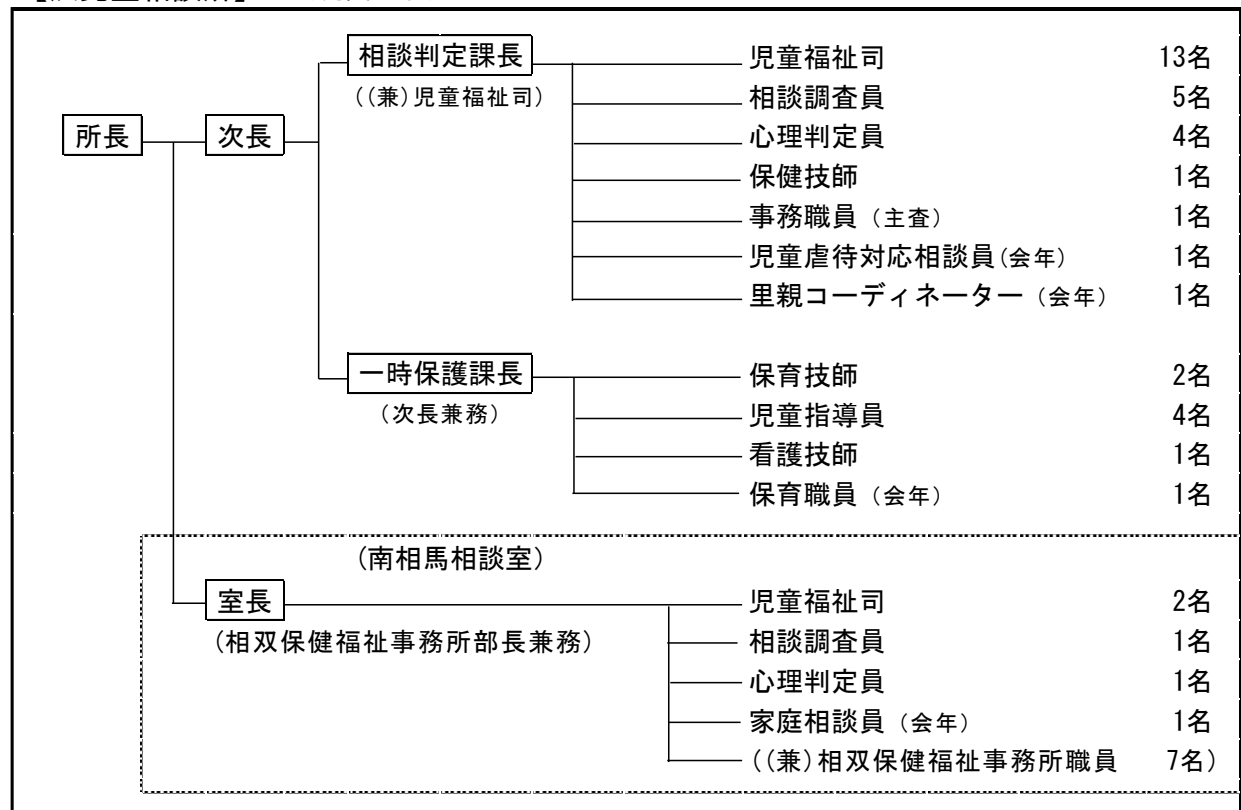 相談判定課長 児童福祉司 13名
((兼)児童福祉司) 相談調査員 5名
所長 次長 心理判定員 4名
保健技師 1名
事務職員（主査） 1名
児童虐待対応相談員(会年) 1名
里親コーディネーター（会年） 1名
一時保護課長 保育技師 2名
（次長兼務） 児童指導員 4名
看護技師 1名
保育職員（会年） 1名
(南相馬相談室)
室長 児童福祉司 2名
(相双保健福祉事務所部長兼務) 相談調査員 1名
心理判定員 1名
家庭相談員（会年） 1名
((兼)相双保健福祉事務所職員 7名)